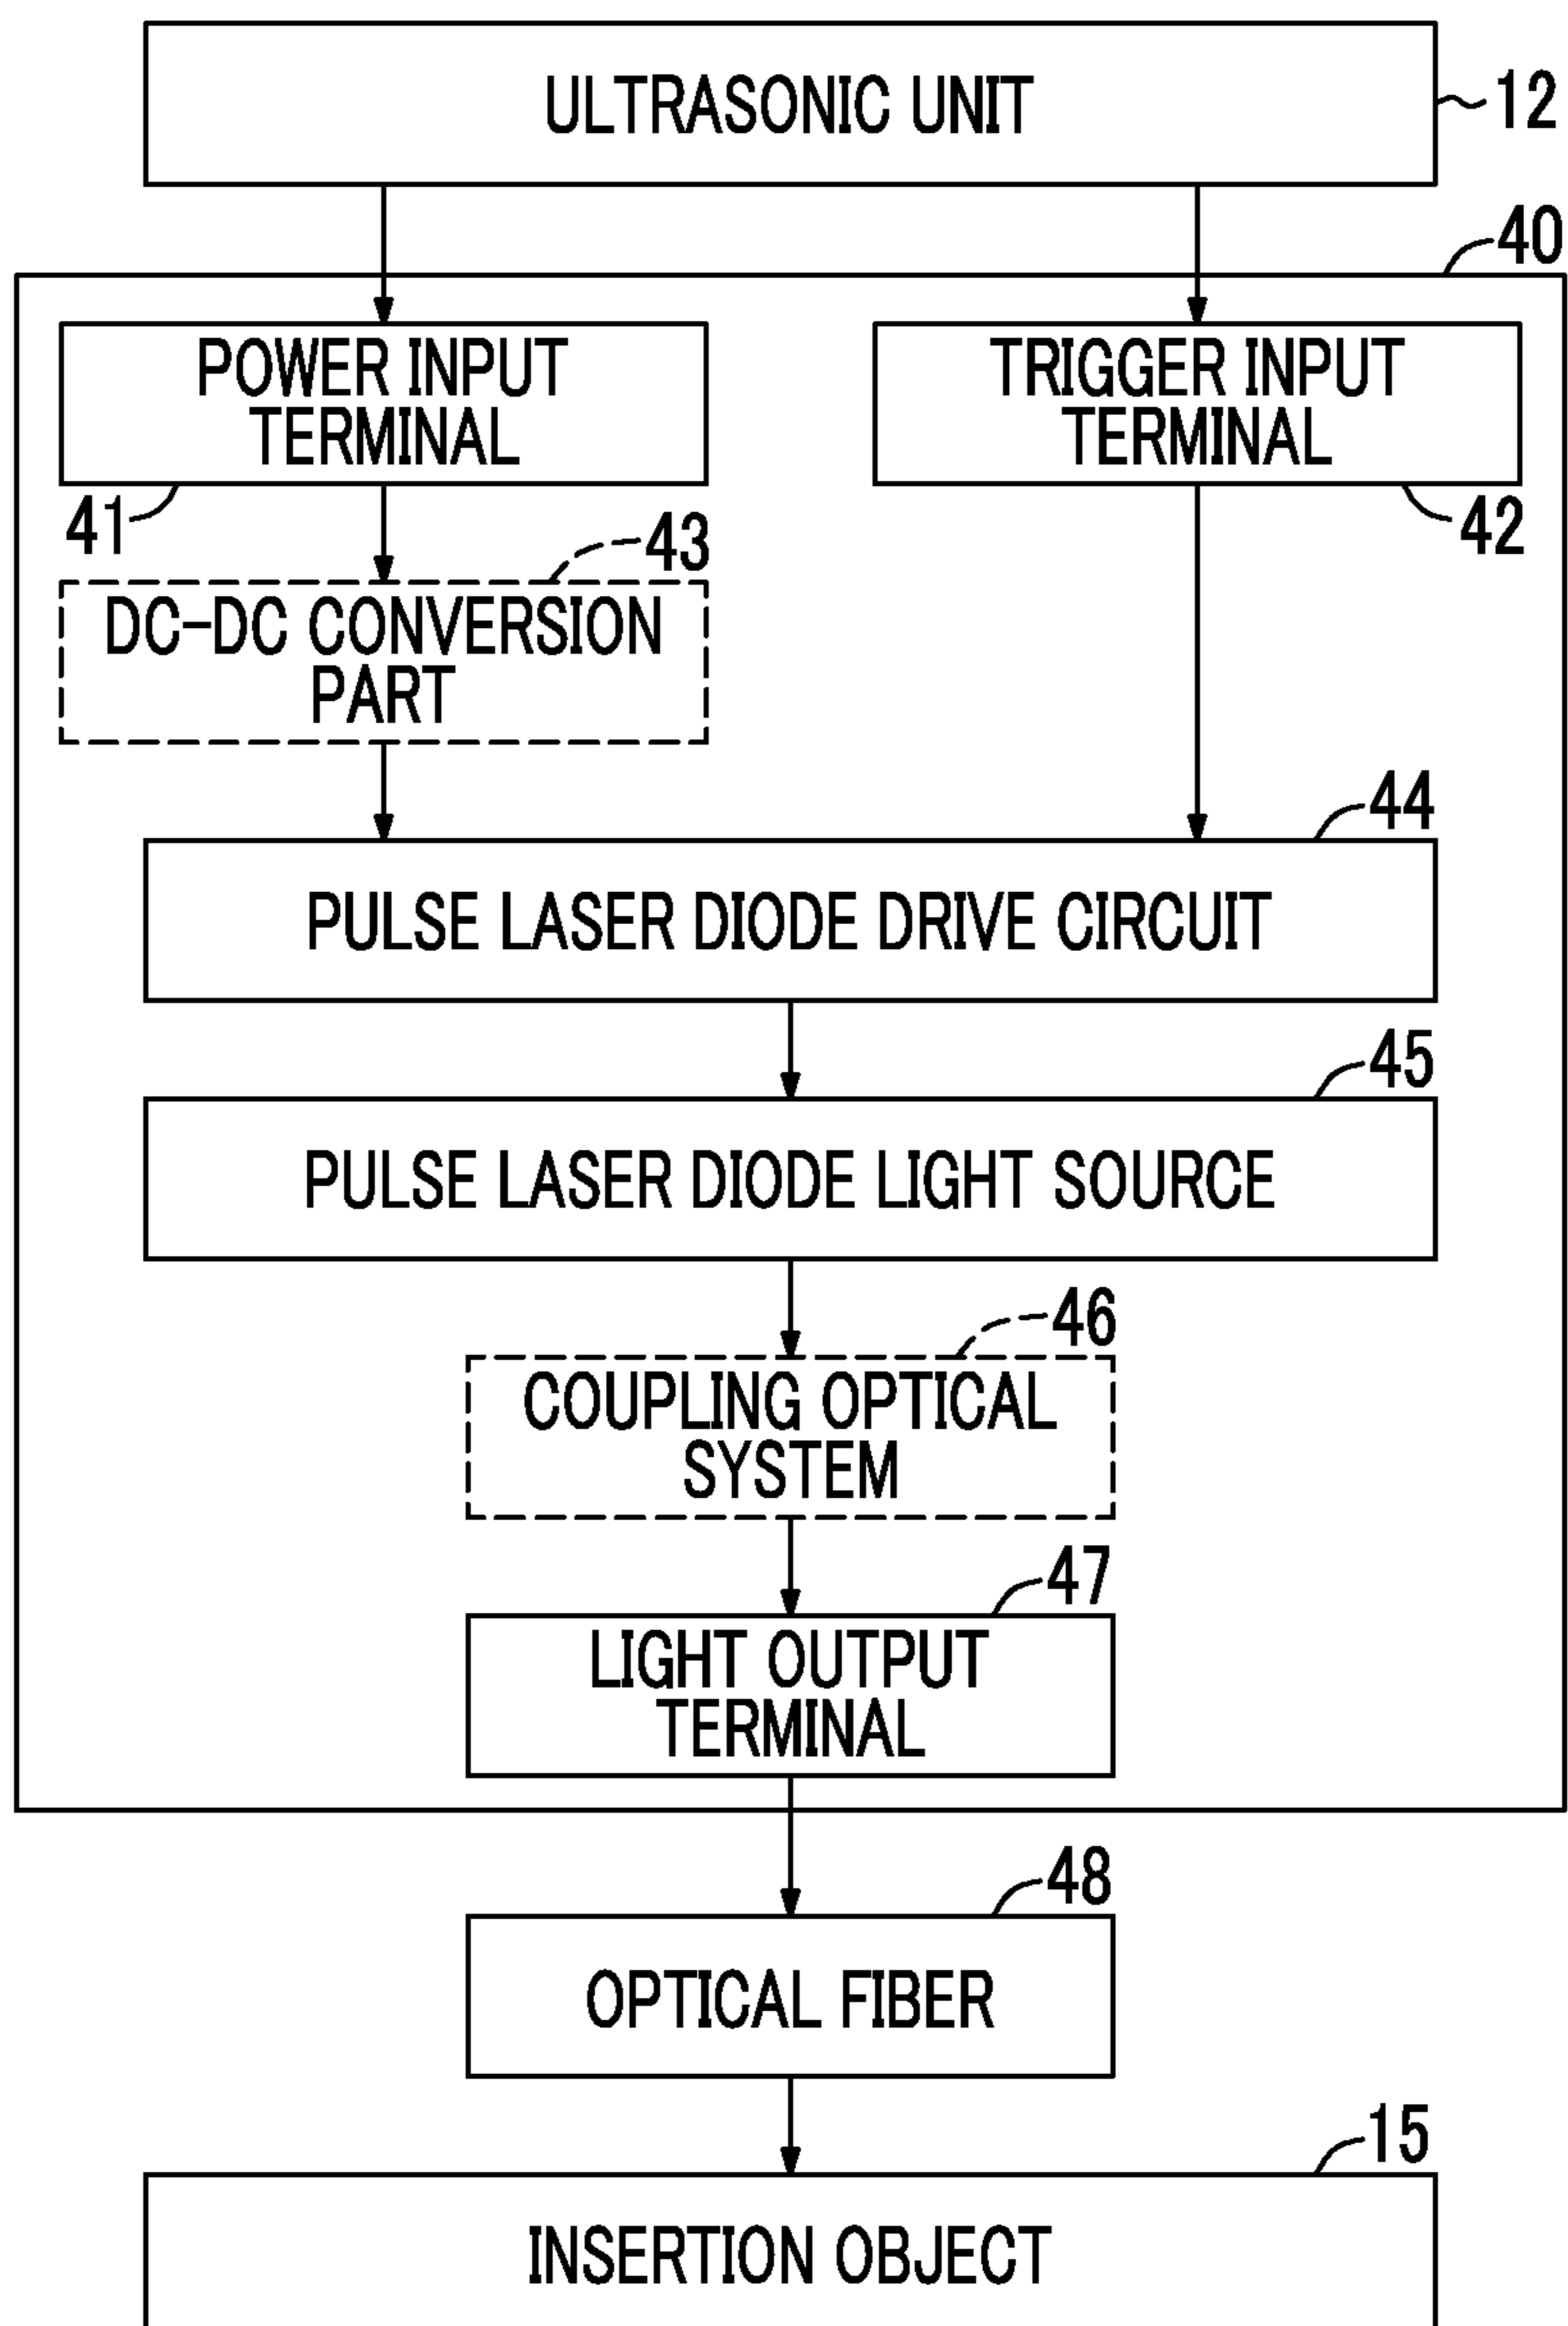 ULTRASONIC UNIT
12
40
POWER INPUT
TERMINAL
41
TRIGGER INPUT
TERMINAL
42
43
DC-DC CONVERSION
PART
44
PULSE LASER DIODE DRIVE CIRCUIT
45
PULSE LASER DIODE LIGHT SOURCE
46
COUPLING OPTICAL
SYSTEM
47
LIGHT OUTPUT
TERMINAL
48
OPTICAL FIBER
15
INSERTION OBJECT